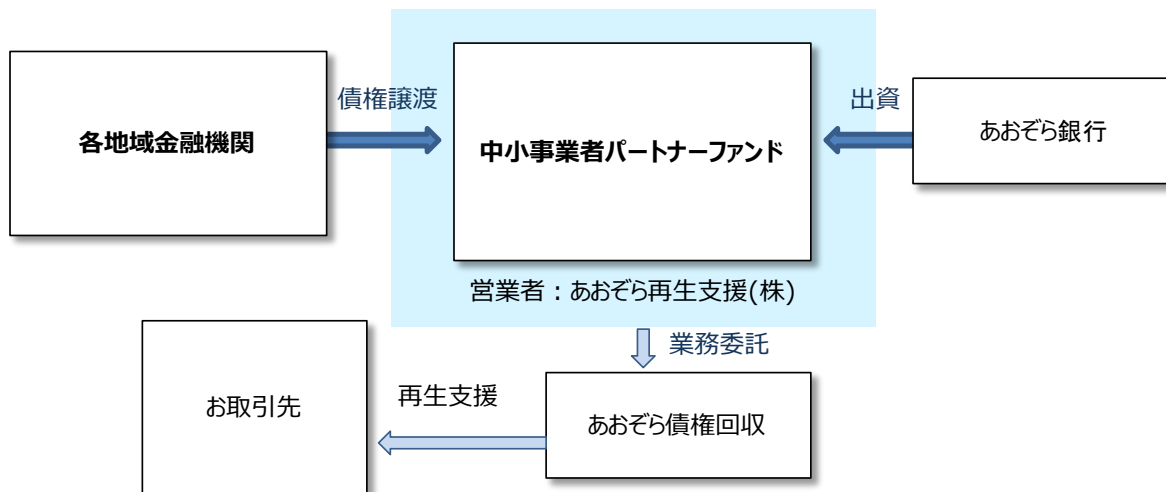 債権譲渡
出資
各地域金融機関
中小事業者パートナーファンド
あおぞら銀行
営業者：あおぞら再生支援(株)
業務委託
再生支援
お取引先
あおぞら債権回収